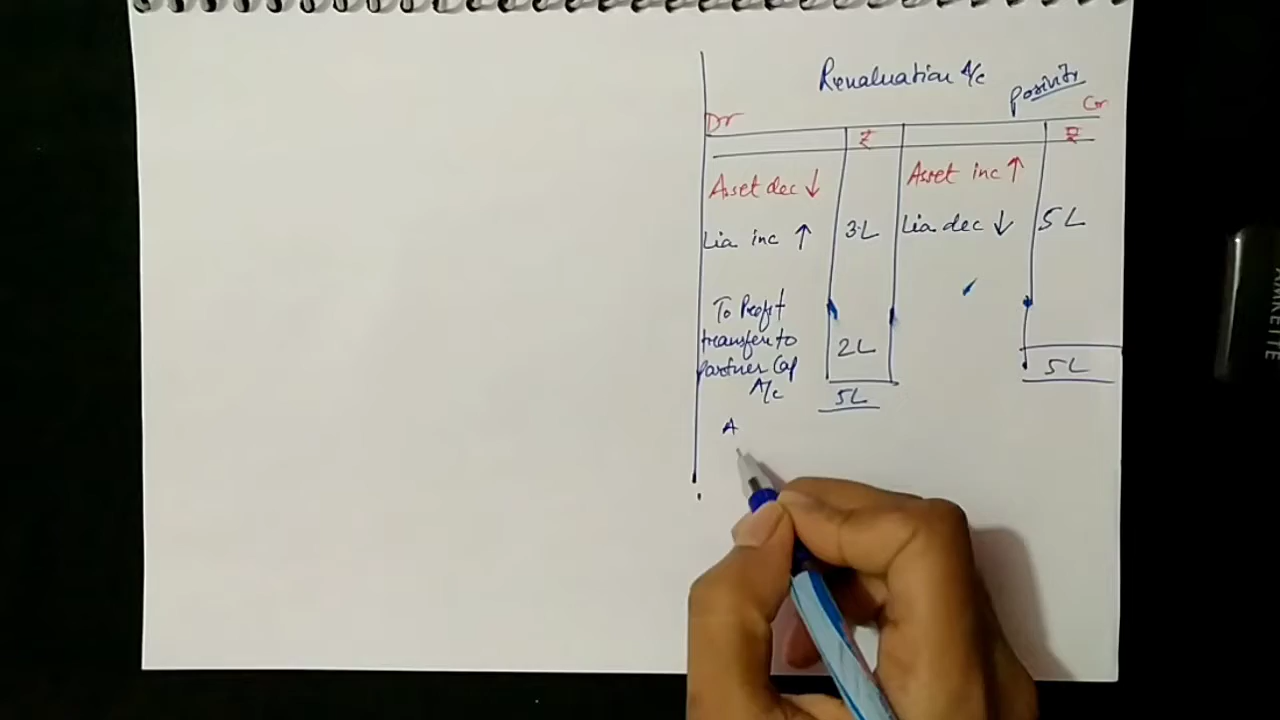 Revaluation A/c
positive
Dr
Cr
₹ ₹
Asset dec ↓ Asset inc ↑
Lia inc ↑ 3L Lia dec ↓ 5L
To Profit
transfer to 2L
partner Cap 5L
A/c 5L
A